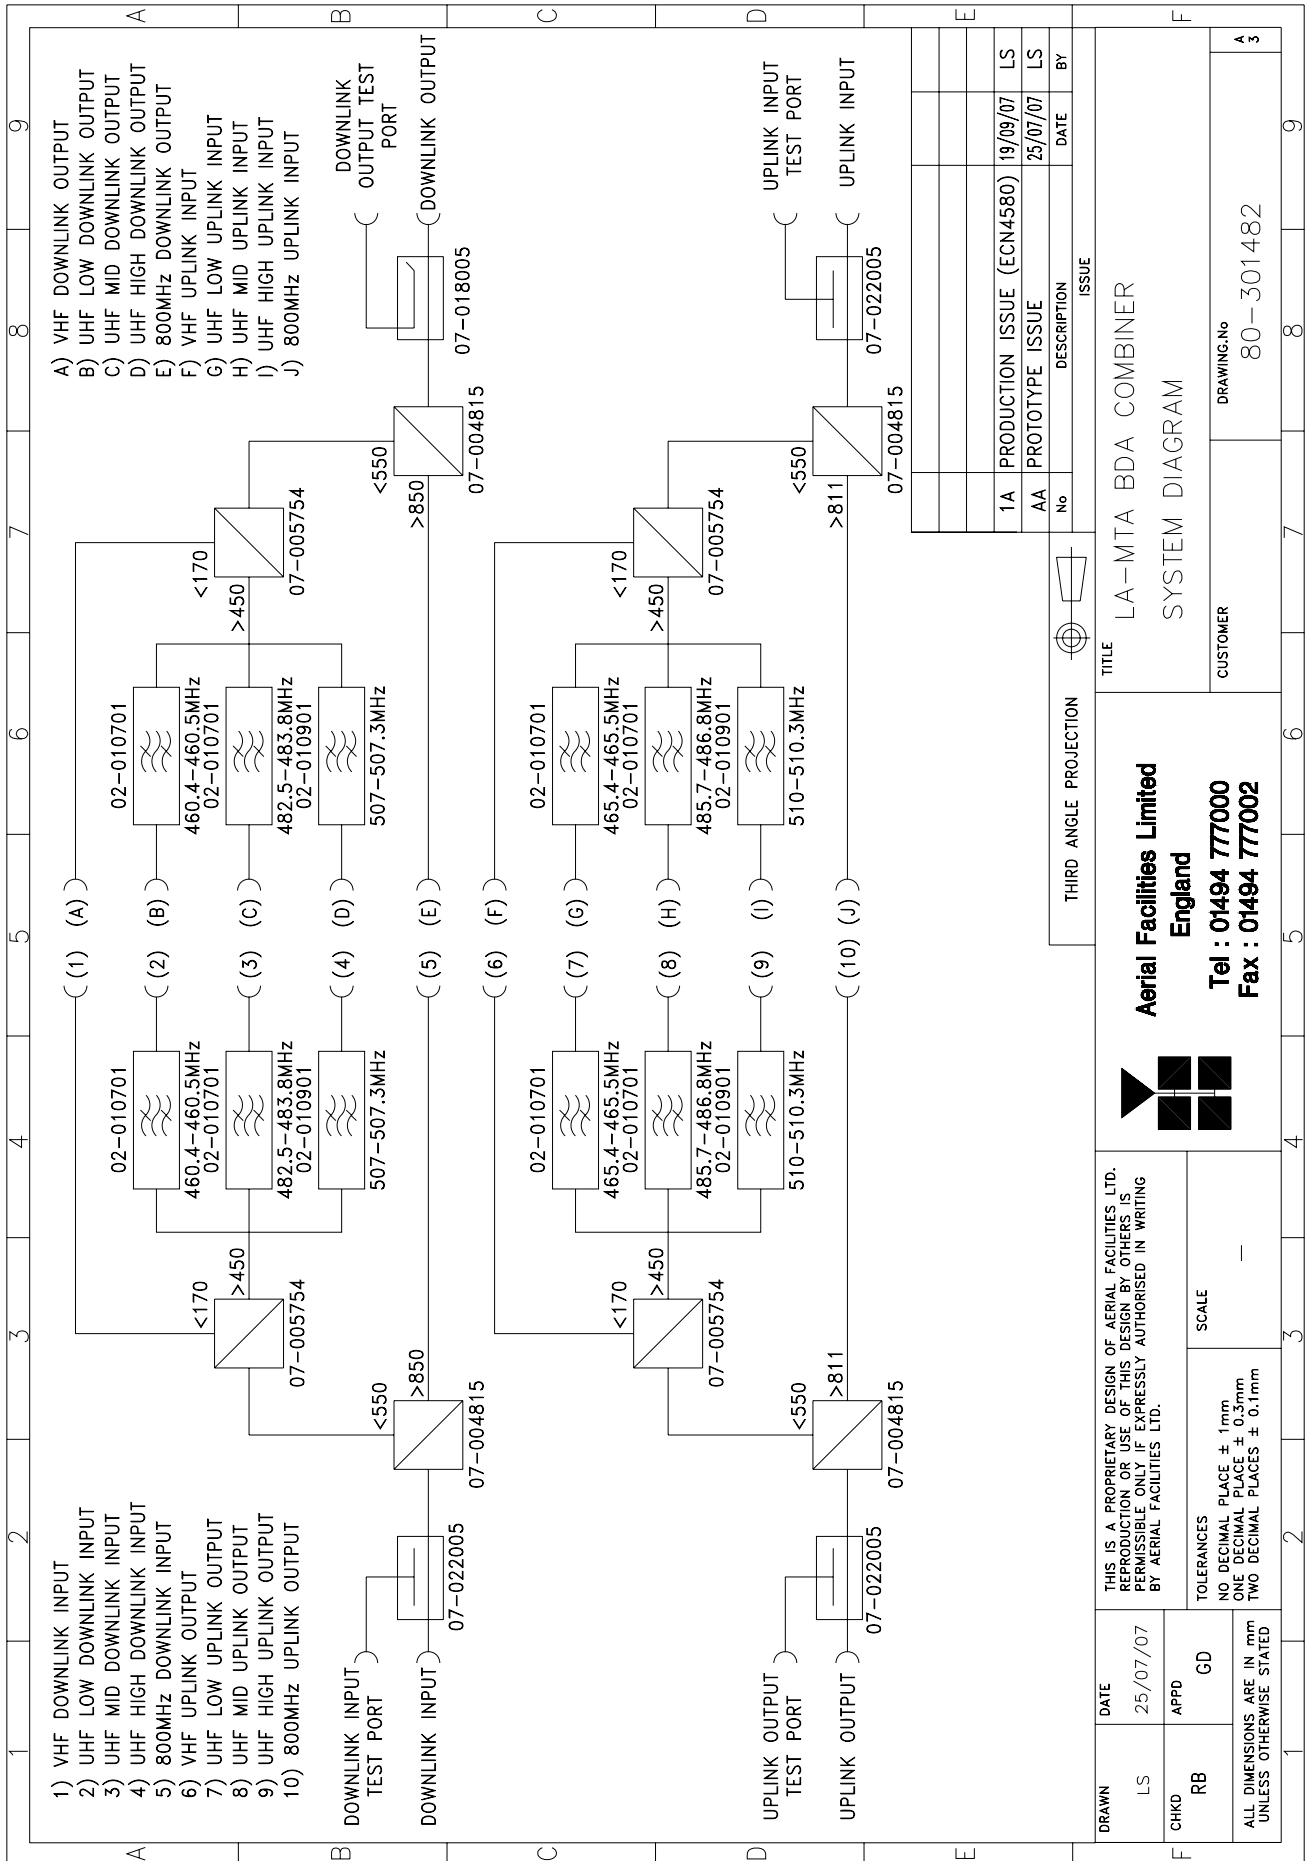 1) VHF DOWNLINK INPUT
2) UHF LOW DOWNLINK INPUT
3) UHF MID DOWNLINK INPUT
4) UHF HIGH DOWNLINK INPUT
5) 800MHz DOWNLINK INPUT
6) VHF UPLINK OUTPUT
7) UHF LOW UPLINK OUTPUT
8) UHF MID UPLINK OUTPUT
9) UHF HIGH UPLINK OUTPUT
10) 800MHz UPLINK OUTPUT
A) VHF DOWNLINK OUTPUT
B) UHF LOW DOWNLINK OUTPUT
C) UHF MID DOWNLINK OUTPUT
D) UHF HIGH DOWNLINK OUTPUT
E) 800MHz DOWNLINK OUTPUT
F) VHF UPLINK INPUT
G) UHF LOW UPLINK INPUT
H) UHF MID UPLINK INPUT
I) UHF HIGH UPLINK INPUT
J) 800MHz UPLINK INPUT
1 2 3 4 5 6 7 8 9
A
B
C
D
E
F
DOWNLINK INPUT
TEST PORT
DOWNLINK INPUT
07-022005
07-004815
<550
>850
07-005754
<170
>450
02-010701
460.4-460.5MHz
02-010701
482.5-483.8MHz
02-010901
507-507.3MHz
(1) (A)
(2) (B)
(3) (C)
(4) (D)
(5) (E)
02-010701
460.4-460.5MHz
02-010701
482.5-483.8MHz
02-010901
507-507.3MHz
<170
>450
07-005754
<550
>850
07-004815
07-018005
DOWNLINK
OUTPUT TEST
PORT
DOWNLINK OUTPUT
UPLINK OUTPUT
TEST PORT
UPLINK OUTPUT
07-022005
07-004815
<550
>811
07-005754
<170
>450
02-010701
465.4-465.5MHz
02-010701
485.7-486.8MHz
02-010901
510-510.3MHz
(6) (F)
(7) (G)
(8) (H)
(9) (I)
(10) (J)
02-010701
465.4-465.5MHz
02-010701
485.7-486.8MHz
02-010901
510-510.3MHz
<170
>450
07-005754
<550
>811
07-004815
07-022005
UPLINK INPUT
TEST PORT
UPLINK INPUT
THIRD ANGLE PROJECTION
1A PRODUCTION ISSUE (ECN4580) 19/09/07 LS
AA PROTOTYPE ISSUE 25/07/07 LS
No DESCRIPTION DATE BY
ISSUE
DRAWN
LS
DATE
25/07/07
CHKD
RB
APPD
GD
ALL DIMENSIONS ARE IN mm
UNLESS OTHERWISE STATED
THIS IS A PROPRIETARY DESIGN OF AERIAL FACILITIES LTD.
REPRODUCTION OR USE OF THIS DESIGN BY OTHERS IS
PERMISSIBLE ONLY IF EXPRESSLY AUTHORISED IN WRITING
BY AERIAL FACILITIES LTD.
TOLERANCES
NO DECIMAL PLACE ± 1mm
ONE DECIMAL PLACE ± 0.3mm
TWO DECIMAL PLACES ± 0.1mm
SCALE
—
Aerial Facilities Limited
England
Tel : 01494 777000
Fax : 01494 777002
TITLE
LA-MTA BDA COMBINER
SYSTEM DIAGRAM
CUSTOMER
DRAWING.No
80-301482
A
3
1 2 3 4 5 6 7 8 9
A
B
C
D
E
F